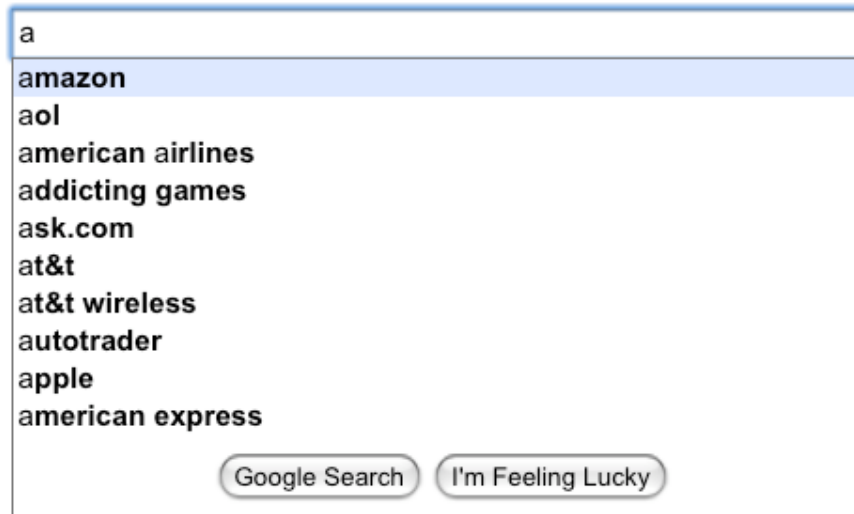 a
amazon
aol
american airlines
addicting games
ask.com
at&t
at&t wireless
autotrader
apple
american express
Google Search I'm Feeling Lucky